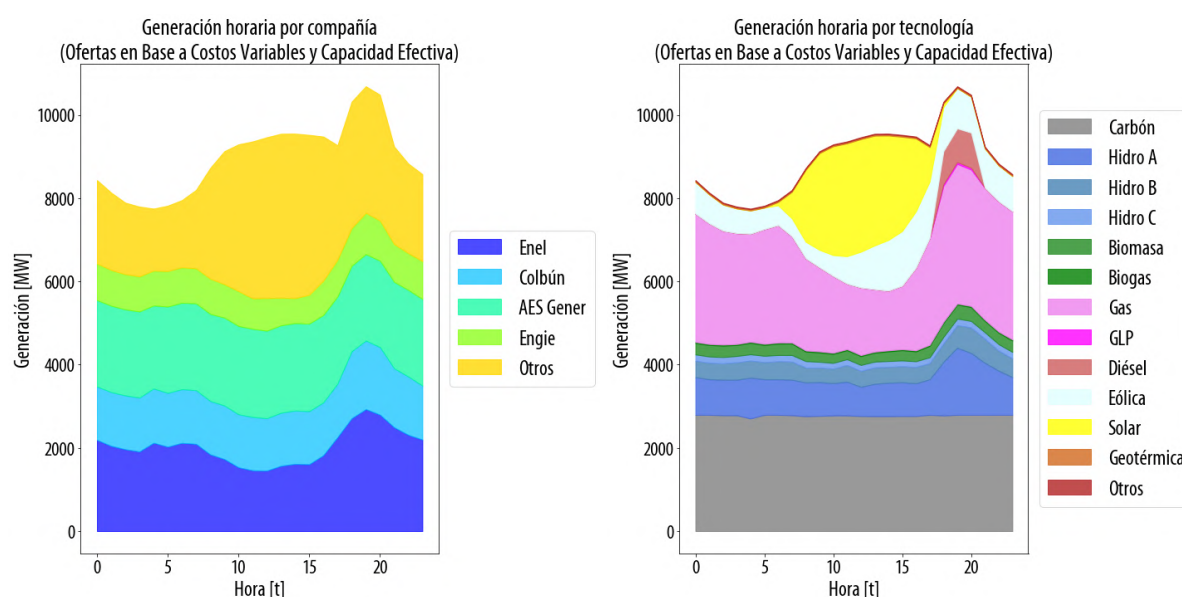 Generación horaria por compañía
(Ofertas en Base a Costos Variables y Capacidad Efectiva)
Generación [MW]
10000
8000
6000
4000
2000
0
0
5
10
15
20
Hora [t]
Enel
Colbún
AES Gener
Engie
Otros
Generación horaria por tecnología
(Ofertas en Base a Costos Variables y Capacidad Efectiva)
Generación [MW]
10000
8000
6000
4000
2000
0
0
5
10
15
20
Hora [t]
Carbón
Hidro A
Hidro B
Hidro C
Biomasa
Biogas
Gas
GLP
Diésel
Eólica
Solar
Geotérmica
Otros